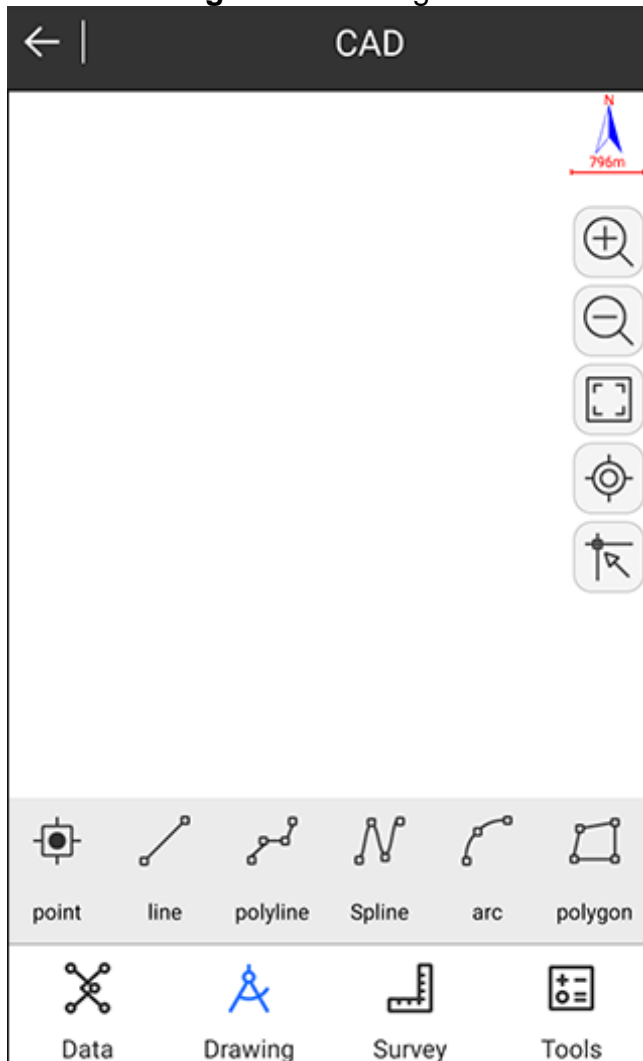 CAD
N
796m
point line polyline Spline arc polygon
Data Drawing Survey Tools